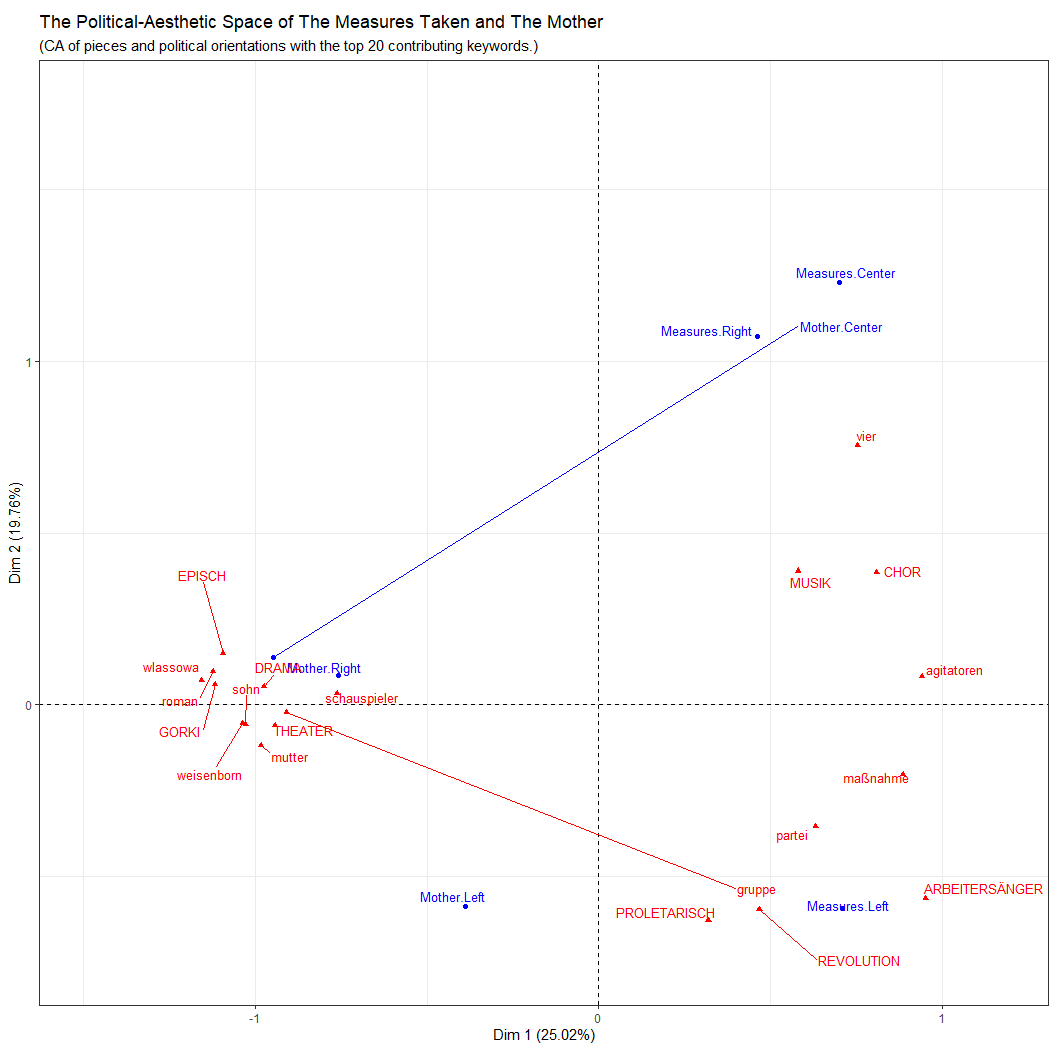 The Political-Aesthetic Space of The Measures Taken and The Mother
(CA of pieces and political orientations with the top 20 contributing keywords.)
Measures.Center
Measures.Right
Mother.Center
1
vier
Dim 2 (19.76%)
EPISCH
MUSIK
CHOR
wlassowa
DRAMA
Mother.Right
agitatoren
sohn
roman
schauspieler
0
GORKI
THEATER
mutter
weisenborn
maßnahme
partei
gruppe
ARBEITERSÄNGER
Mother.Left
PROLETARISCH
Measures.Left
REVOLUTION
-1
0
1
Dim 1 (25.02%)